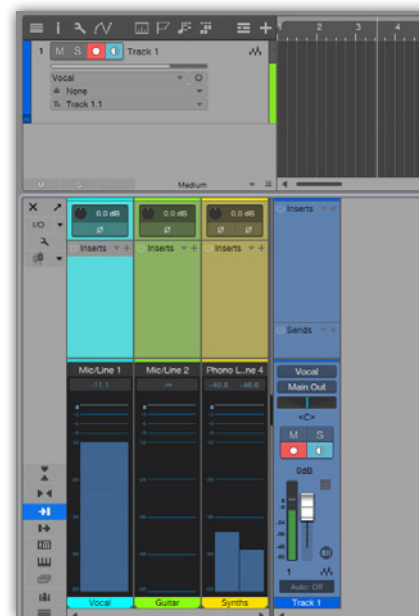 2 3 4
1 M S Track 1
Vocal
None
Track 1.1
M S Medium
I/O
0.0 dB 0.0 dB 0.0 dB
Ø Ø Ø
Inserts Inserts Inserts Inserts
Sends
Mic/Line 1 Mic/Line 2 Phono L...ne 4 Vocal
-11.1 -∞ -40.8 -46.6 Main Out
<C>
M S
0dB
1
Auto: Off
Vocal Guitar Synths Track 1